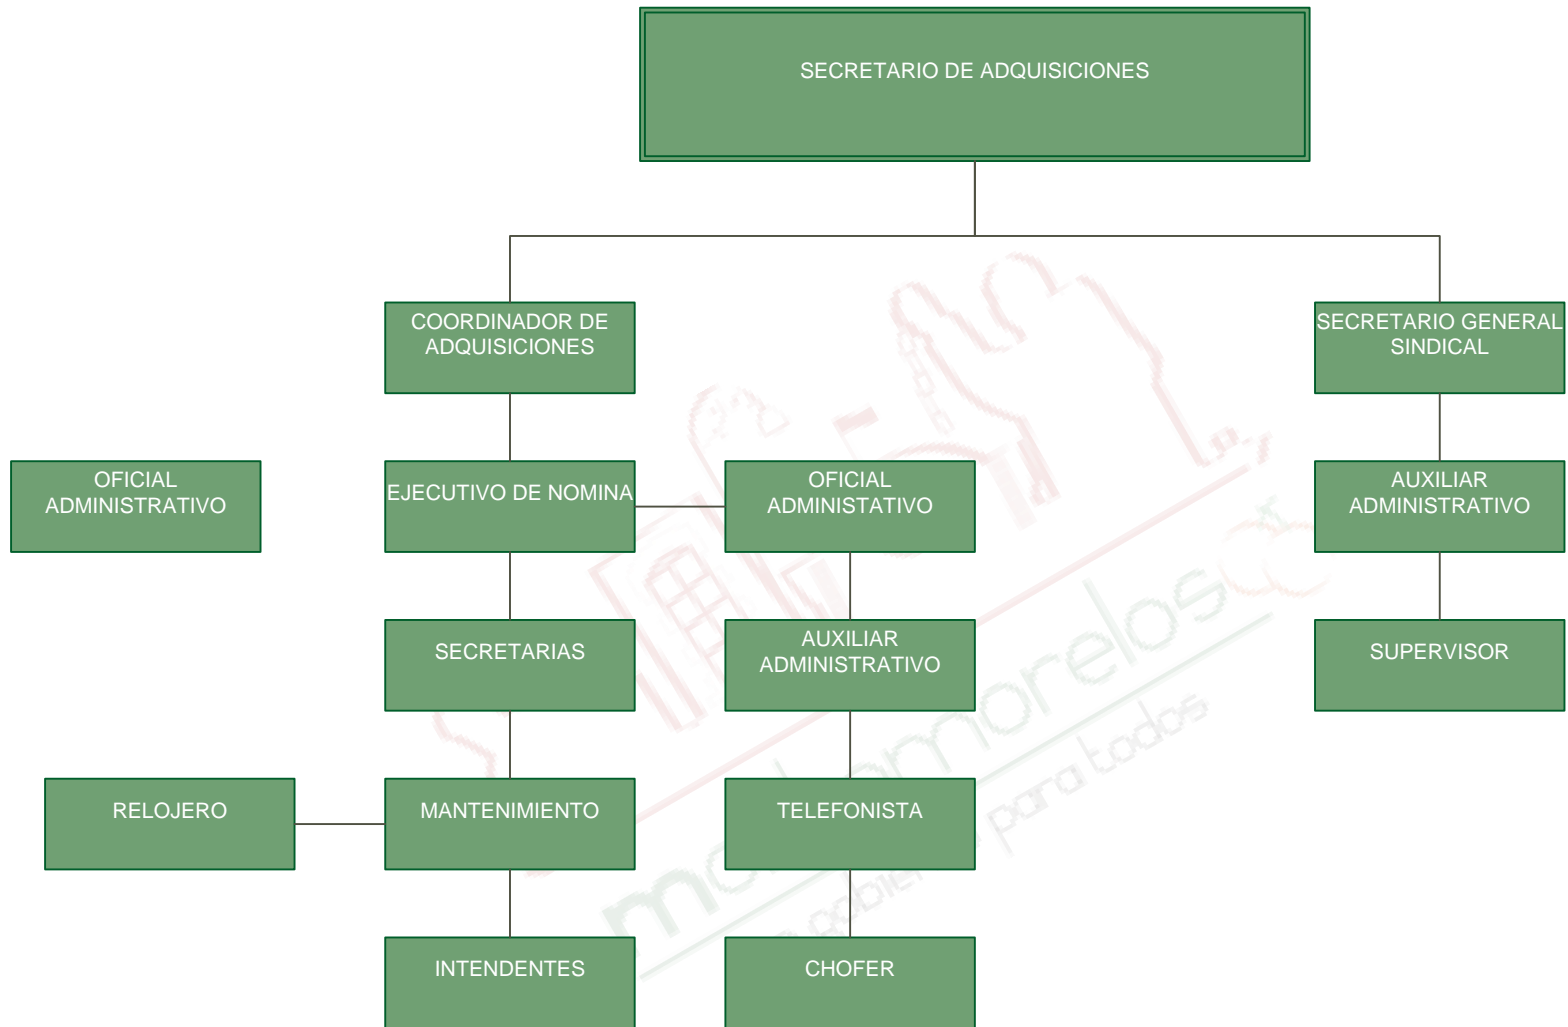 SECRETARIO DE ADQUISICIONES
COORDINADOR DE
ADQUISICIONES
SECRETARIO GENERAL
SINDICAL
OFICIAL
ADMINISTRATIVO
EJECUTIVO DE NOMINA
OFICIAL
ADMINISTATIVO
AUXILIAR
ADMINISTRATIVO
SECRETARIAS
AUXILIAR
ADMINISTRATIVO
SUPERVISOR
RELOJERO
MANTENIMIENTO
TELEFONISTA
INTENDENTES
CHOFER
para todos